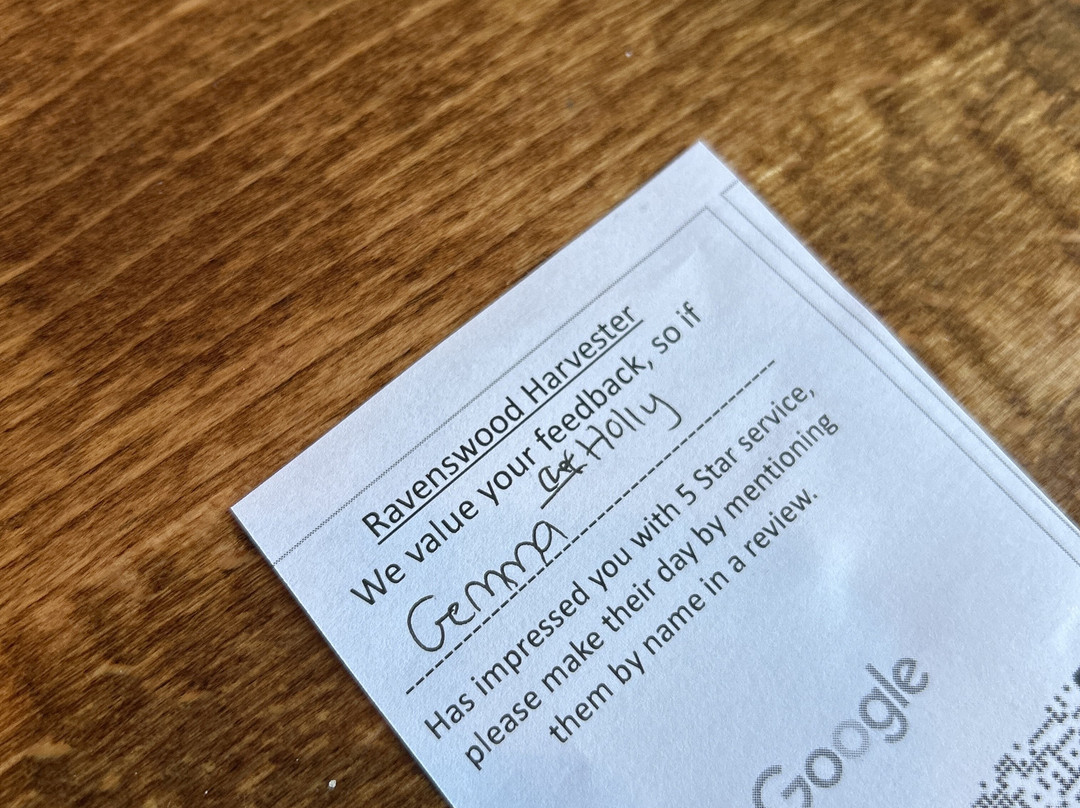 Ravenswood Harvester
We value your feedback, so if
Gemma Holly
Has impressed you with 5 Star service,
please make their day by mentioning
them by name in a review.
Google